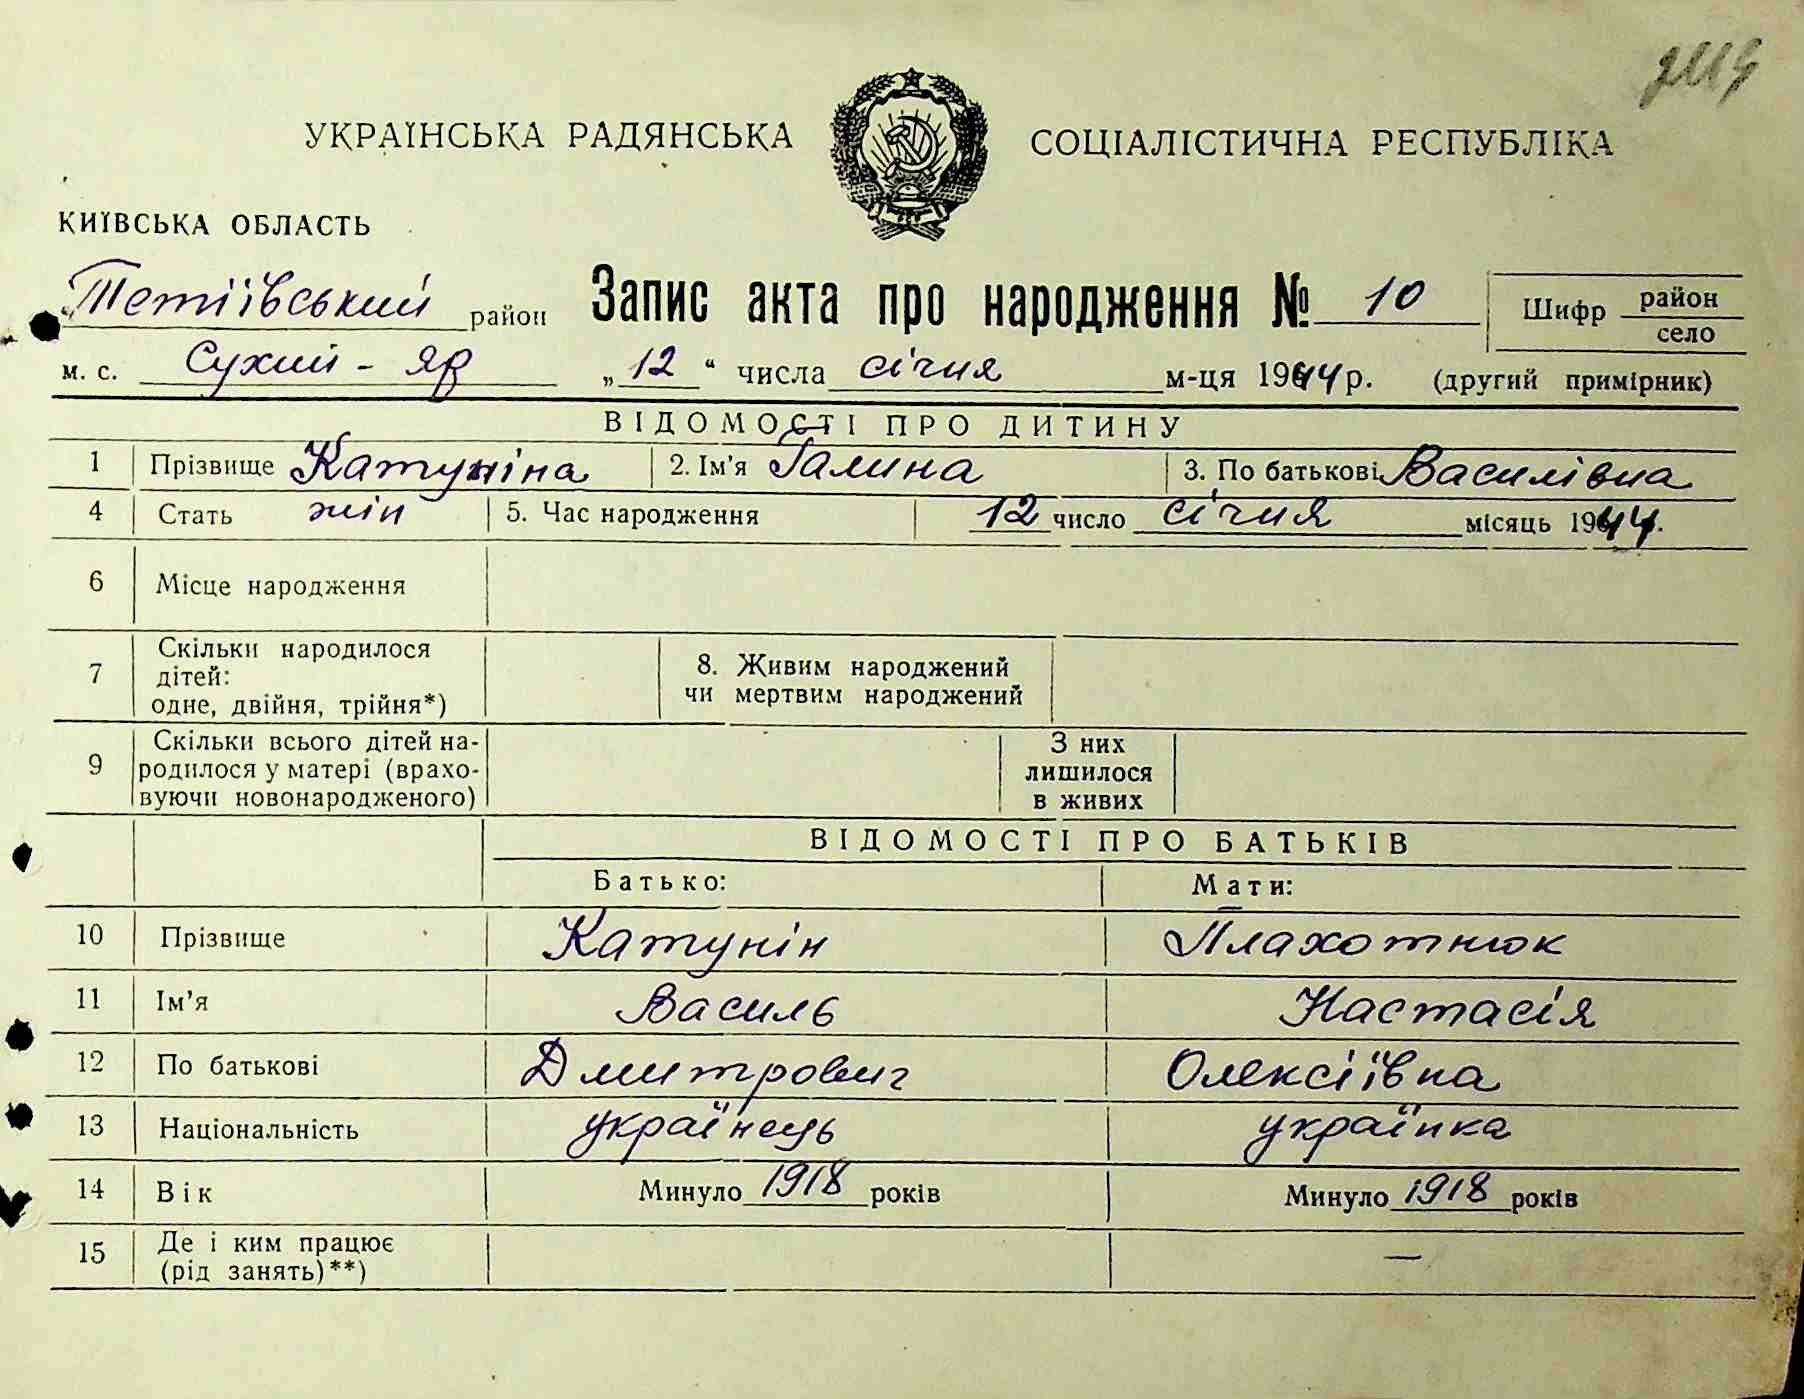 УКРАЇНСЬКА РАДЯНСЬКА СОЦІАЛІСТИЧНА РЕСПУБЛІКА
КИЇВСЬКА ОБЛАСТЬ
Тетіївський район Запис акта про народження № 10 Шифр район село
м. с. Сухий - Яр „12“ числа січня м-ця 1944 р. (другий примірник)
ВІДОМОСТІ ПРО ДИТИНУ
1 Прізвище Катуніна 2. Ім'я Галина 3. По батькові Василівна
4 Стать жін 5. Час народження 12 число січня місяць 1944.
6 Місце народження
7 Скільки народилося дітей: одне, двійня, трійня*) 8. Живим народжений чи мертвим народжений
9 Скільки всього дітей народилося у матері (враховуючи новонародженого) З них лишилося в живих
ВІДОМОСТІ ПРО БАТЬКІВ
Батько: Мати:
10 Прізвище Катунін Плахотнюк
11 Ім'я Василь Настасія
12 По батькові Дмитрович Олексіївна
13 Національність українець українка
14 Вік Минуло 1918 років Минуло 1918 років
15 Де і ким працює (рід занять)**) —